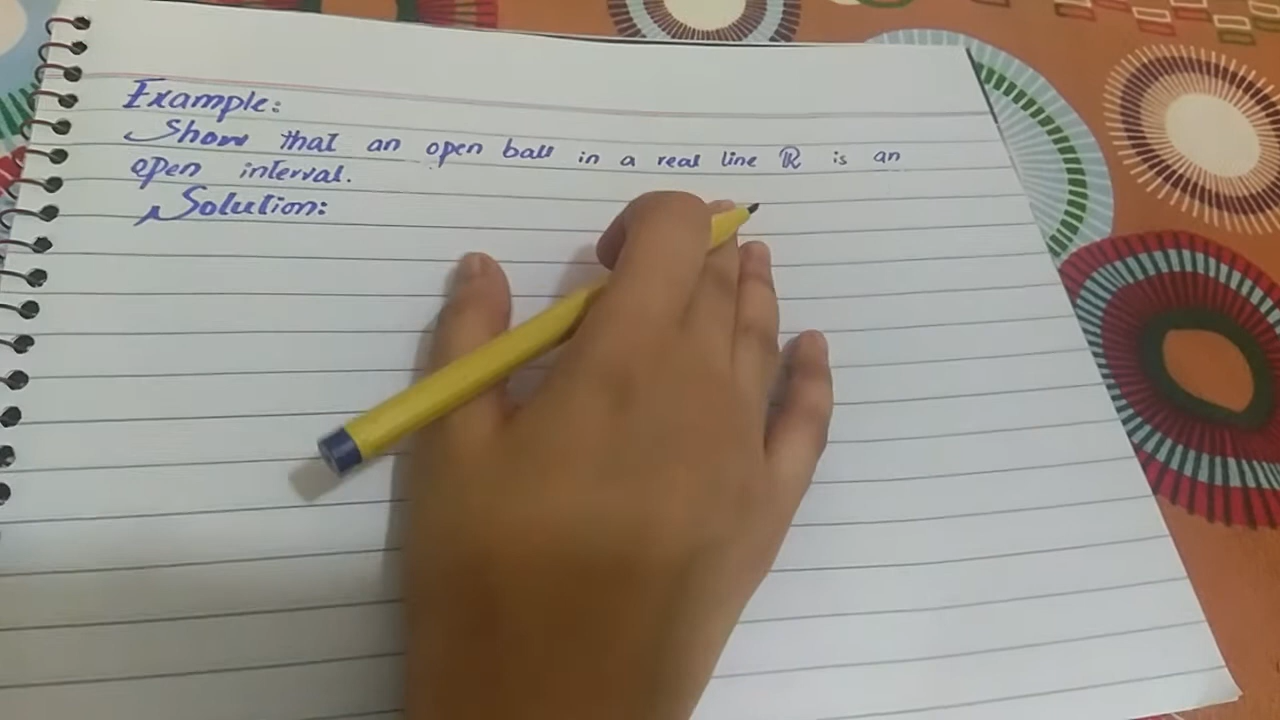 Example:
Show that an open ball in a real line ℝ is an
open interval.
Solution: